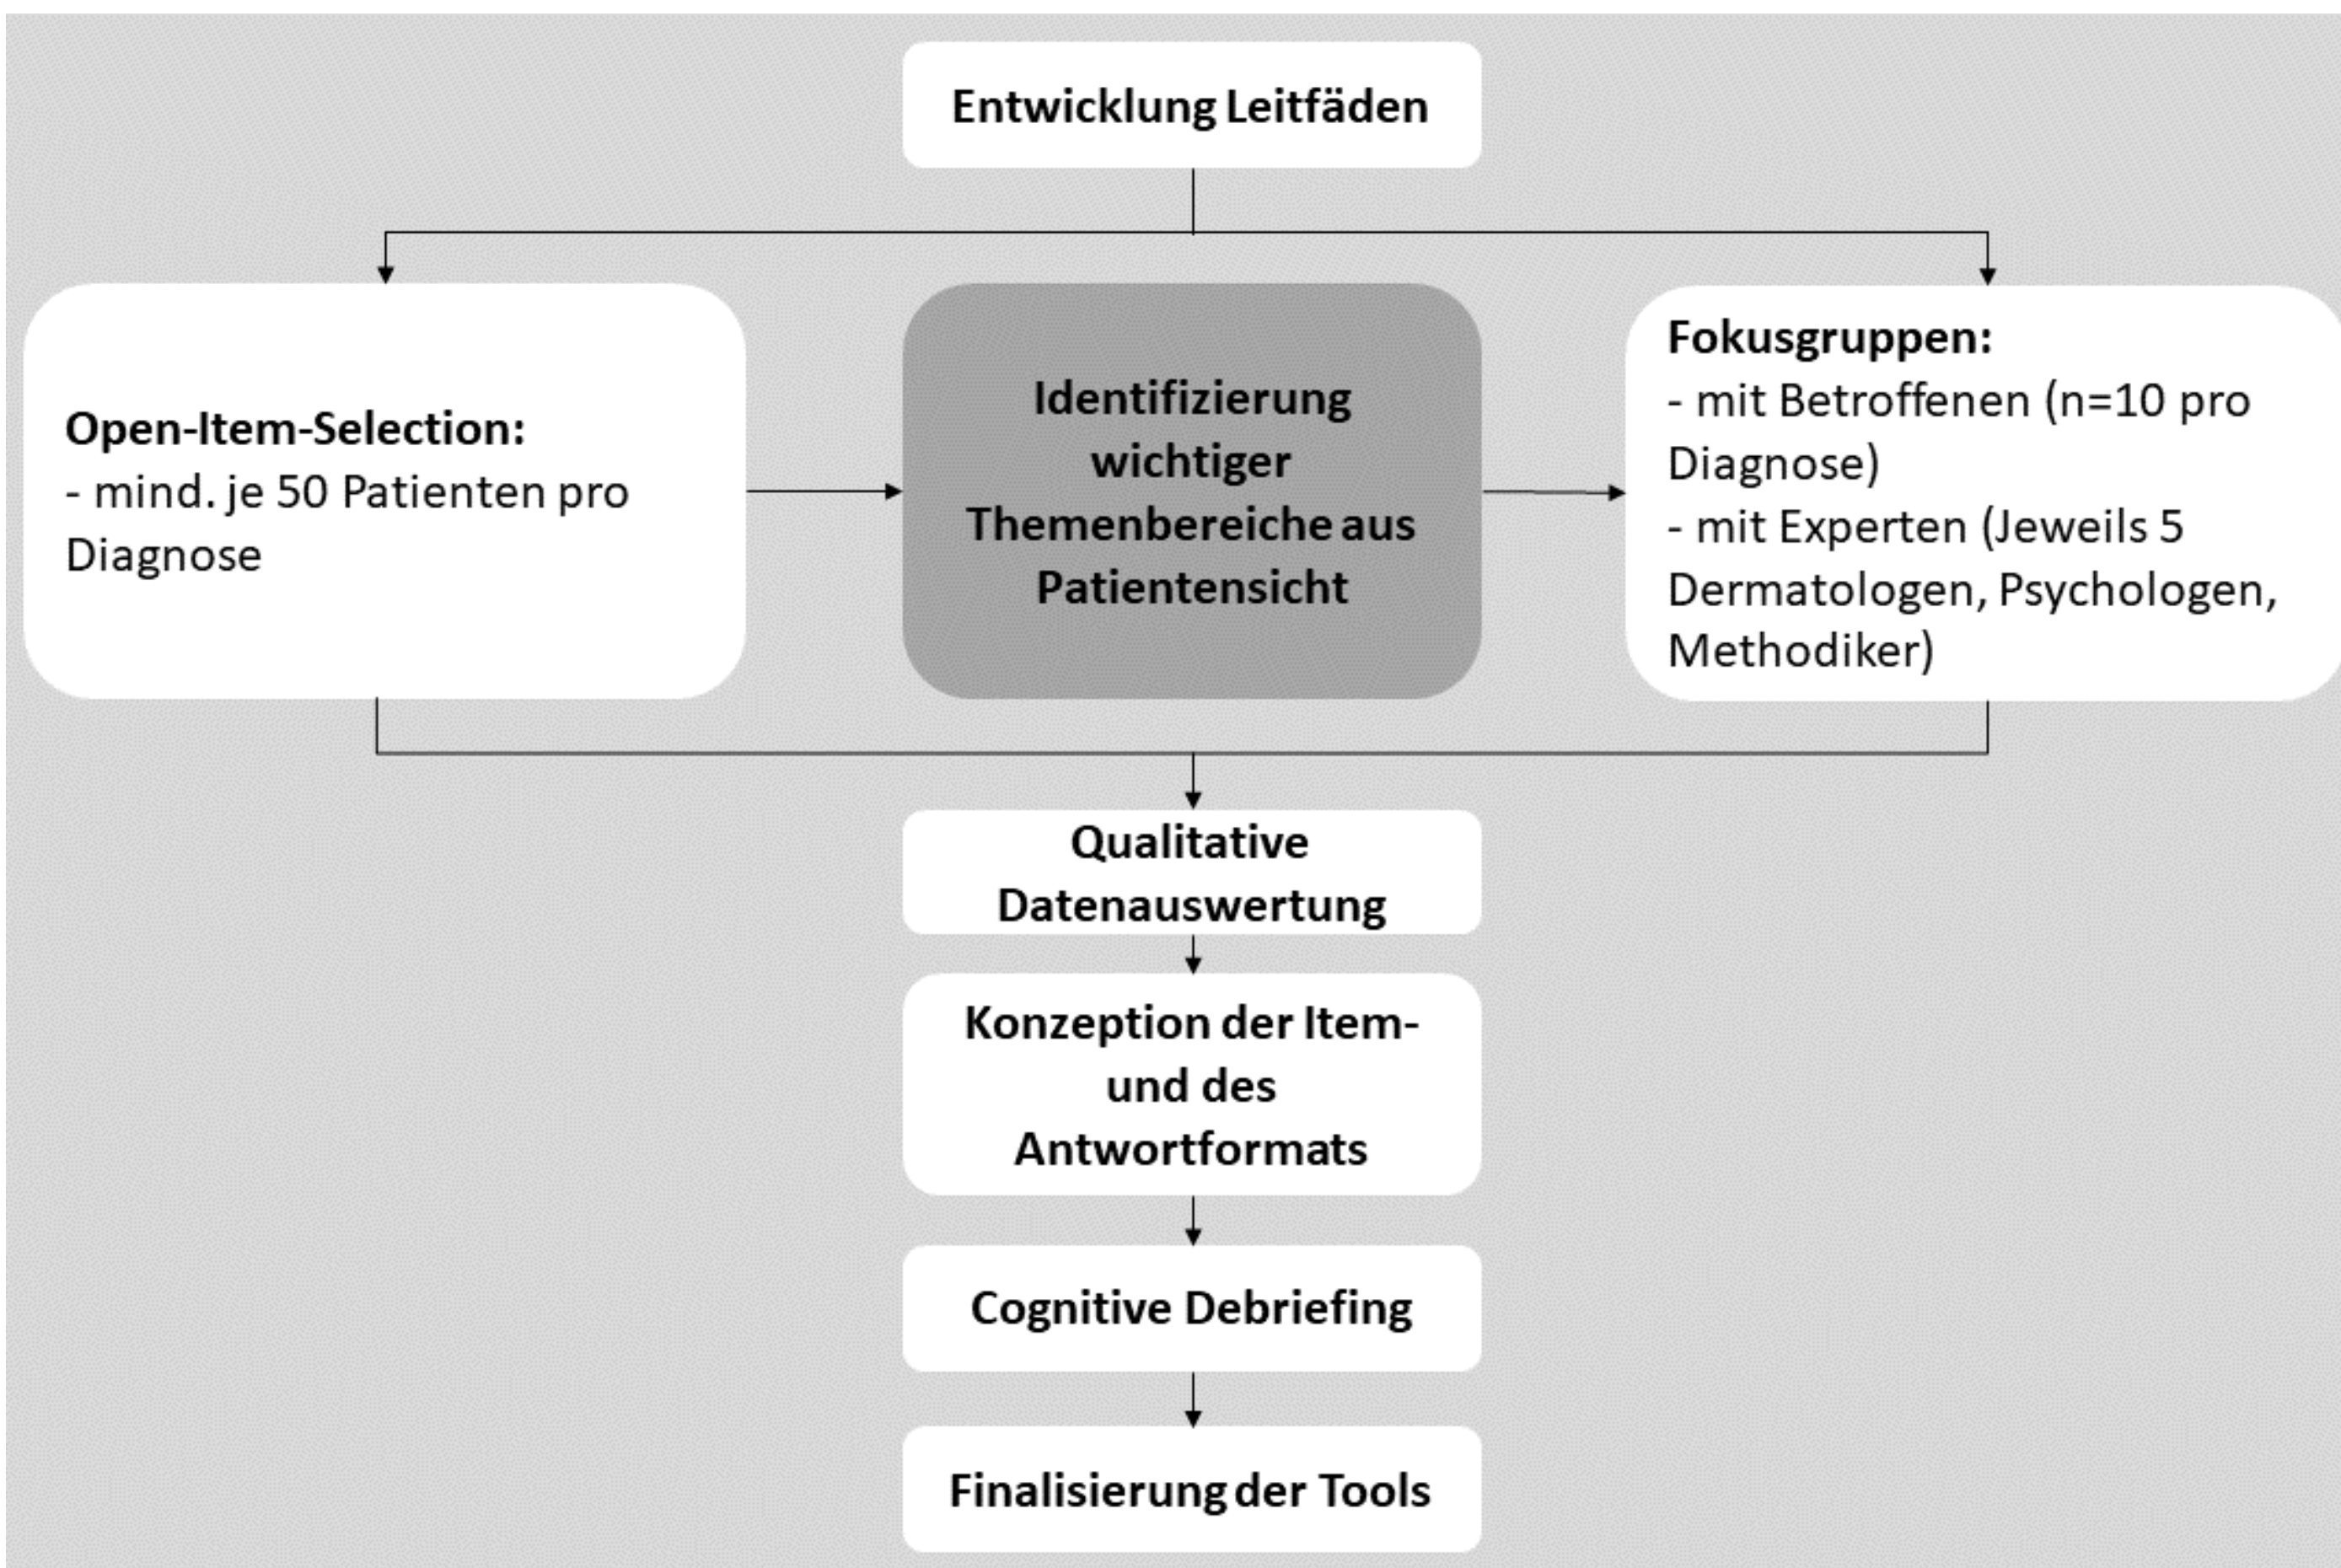 Entwicklung Leitfäden
Open-Item-Selection:
- mind. je 50 Patienten pro
Diagnose
Identifizierung
wichtiger
Themenbereiche aus
Patientensicht
Fokusgruppen:
- mit Betroffenen (n=10 pro
Diagnose)
- mit Experten (Jeweils 5
Dermatologen, Psychologen,
Methodiker)
Qualitative
Datenauswertung
Konzeption der Item-
und des
Antwortformats
Cognitive Debriefing
Finalisierung der Tools